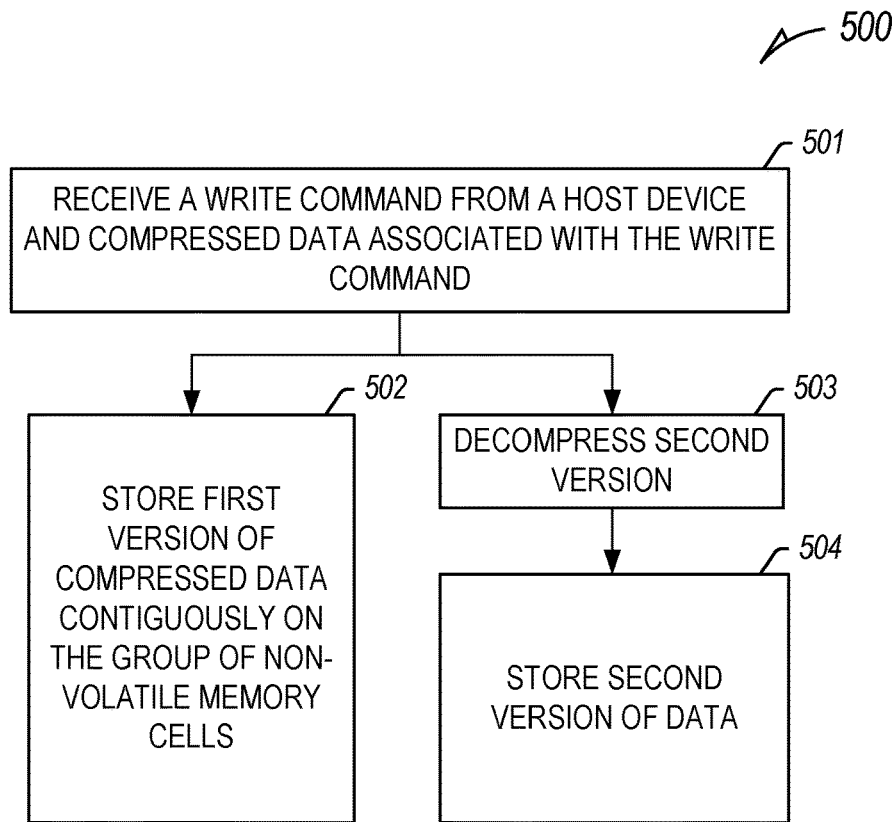 500
501
RECEIVE A WRITE COMMAND FROM A HOST DEVICE
AND COMPRESSED DATA ASSOCIATED WITH THE WRITE
COMMAND
502
STORE FIRST
VERSION OF
COMPRESSED DATA
CONTIGUOUSLY ON
THE GROUP OF NON-
VOLATILE MEMORY
CELLS
503
DECOMPRESS SECOND
VERSION
504
STORE SECOND
VERSION OF DATA